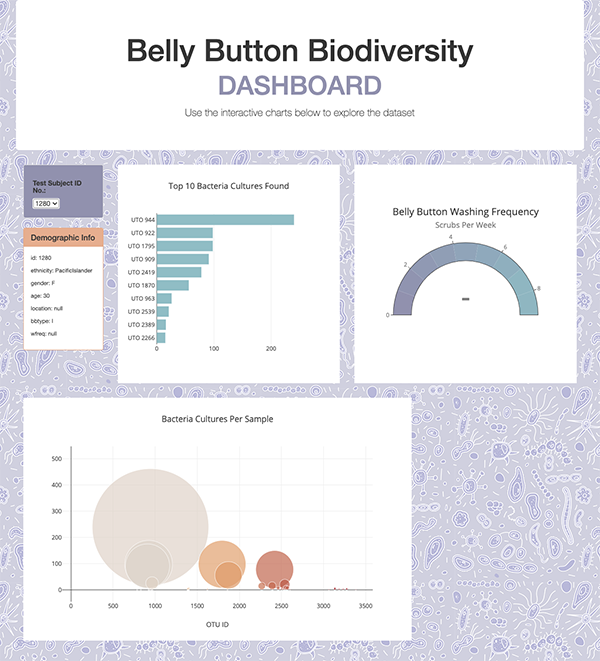 Belly Button Biodiversity
DASHBOARD
Use the interactive charts below to explore the dataset
Test Subject ID
No.:
1280
Demographic Info
id: 1280
ethnicity: PacificIslander
gender: F
age: 30
location: null
bbtype: I
wfreq: null
Top 10 Bacteria Cultures Found
UTO 944
UTO 922
UTO 1795
UTO 909
UTO 2419
UTO 1870
UTO 963
UTO 2539
UTO 2389
UTO 2266
0 100 200
Belly Button Washing Frequency
Scrubs Per Week
0
2
4
6
8
Bacteria Cultures Per Sample
500
400
300
200
100
0
0 500 1000 1500 2000 2500 3000 3500
OTU ID